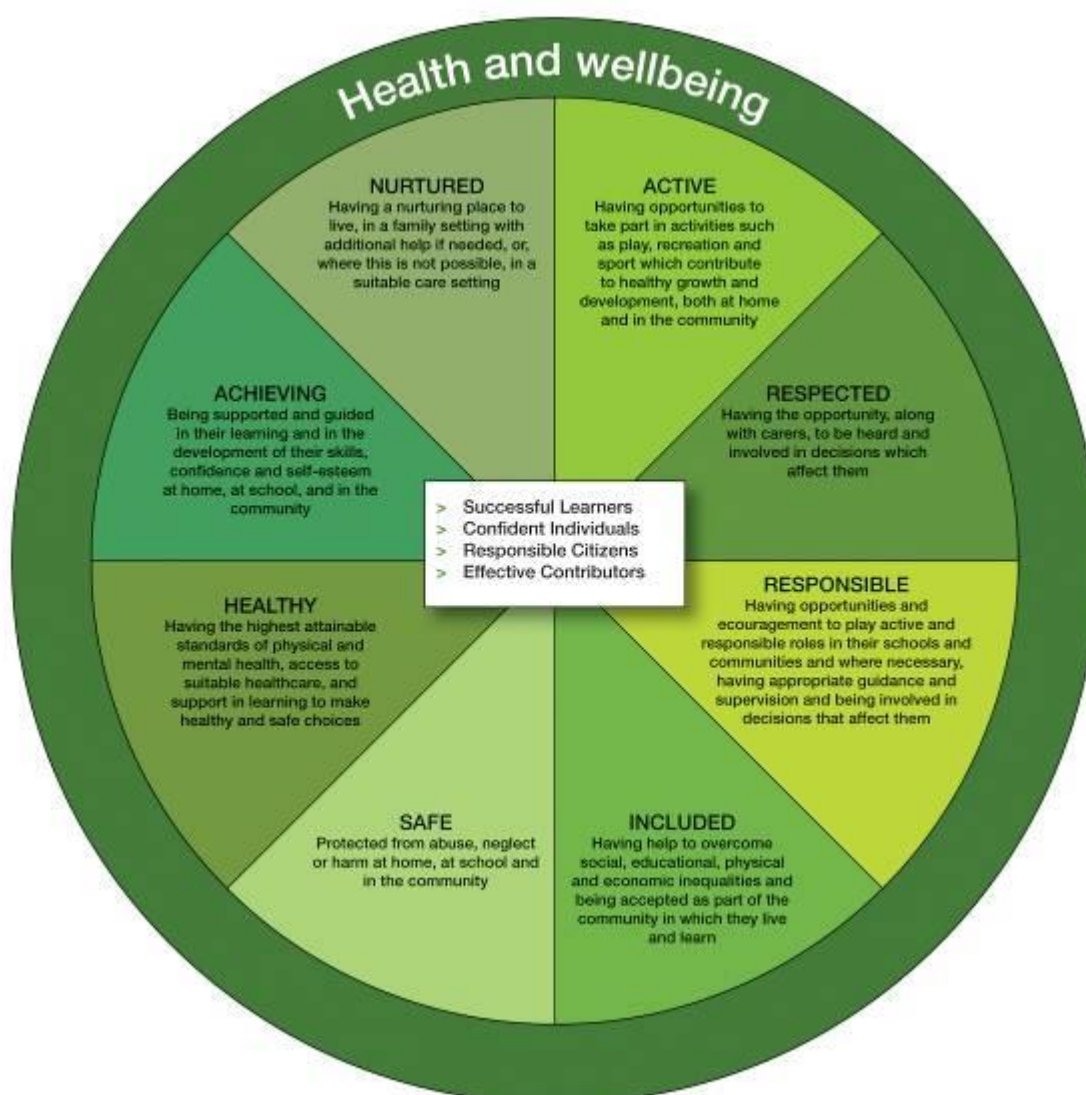 Health and wellbeing
NURTURED
Having a nurturing place to
live, in a family setting with
additional help if needed, or,
where this is not possible, in a
suitable care setting
ACTIVE
Having opportunities to
take part in activities such
as play, recreation and
sport which contribute
to healthy growth and
development, both at home
and in the community
ACHIEVING
Being supported and guided
in their learning and in the
development of their skills,
confidence and self-esteem
at home, at school, and in the
community
RESPECTED
Having the opportunity, along
with carers, to be heard and
involved in decisions which
affect them
> Successful Learners
> Confident Individuals
> Responsible Citizens
> Effective Contributors
HEALTHY
Having the highest attainable
standards of physical and
mental health, access to
suitable healthcare, and
support in learning to make
healthy and safe choices
RESPONSIBLE
Having opportunities and
ecouragement to play active and
responsible roles in their schools and
communities and where necessary,
having appropriate guidance and
supervision and being involved in
decisions that affect them
SAFE
Protected from abuse, neglect
or harm at home, at school and
in the community
INCLUDED
Having help to overcome
social, educational, physical
and economic inequalities and
being accepted as part of the
community in which they live
and learn